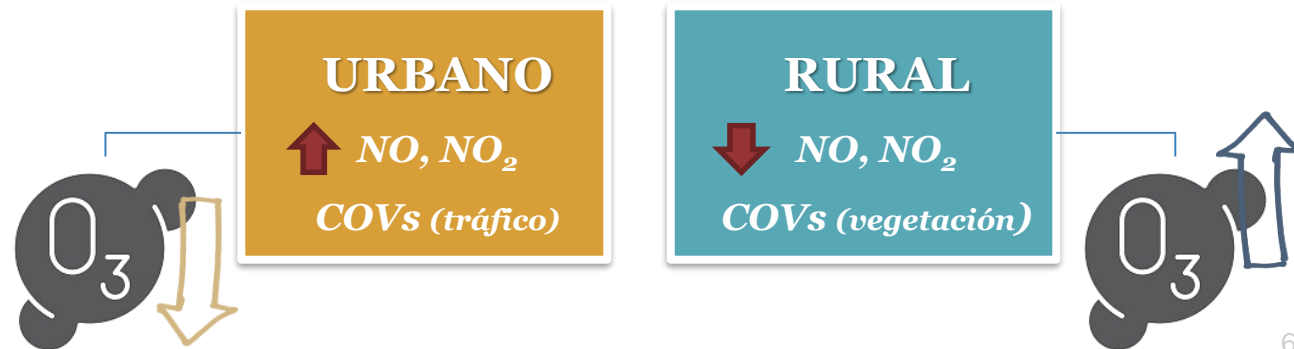 URBANO
NO, NO₂
COVs (tráfico)
O₃
RURAL
NO, NO₂
COVs (vegetación)
O₃
6